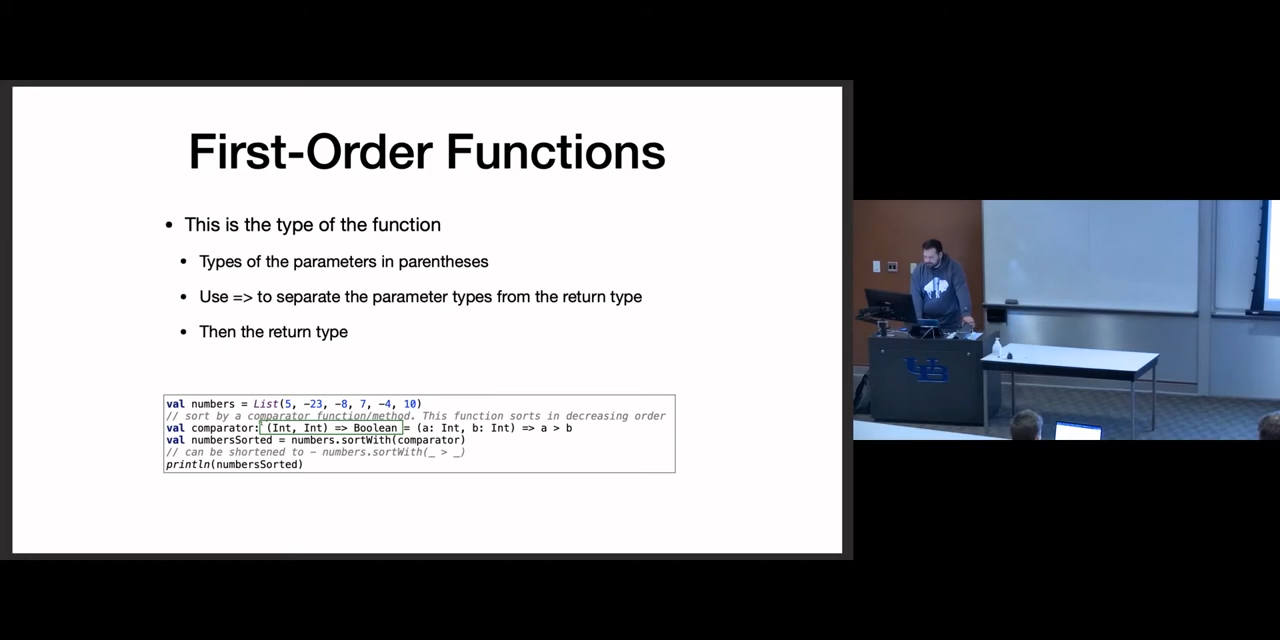 First-Order Functions
• This is the type of the function
• Types of the parameters in parentheses
• Use => to separate the parameter types from the return type
• Then the return type
val numbers = List(5, -23, -8, 7, -4, 10)
// sort by a comparator function/method. This function sorts in decreasing order
val comparator: (Int, Int) => Boolean = (a: Int, b: Int) => a > b
val numbersSorted = numbers.sortWith(comparator)
// can be shortened to - numbers.sortWith(_ > _)
println(numbersSorted)
UB